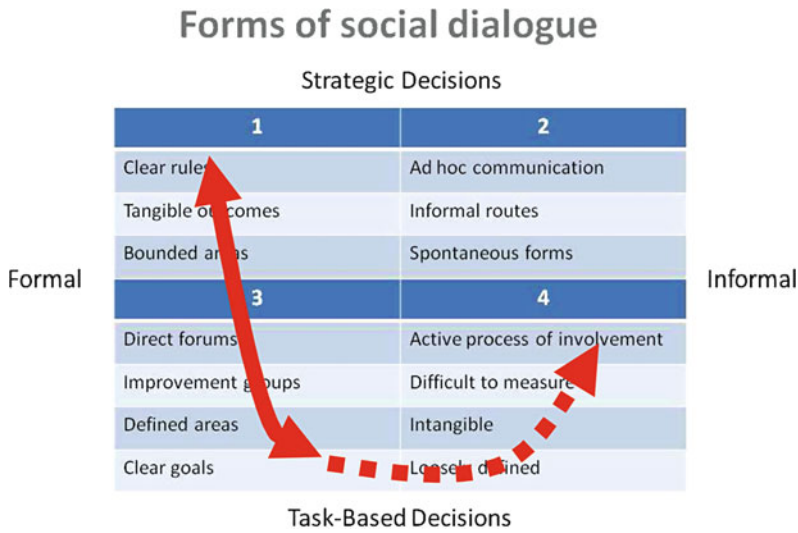 Forms of social dialogue
Strategic Decisions
1 2
Clear rules Ad hoc communication
Tangible outcomes Informal routes
Bounded areas Spontaneous forms
Formal Informal
3 4
Direct forums Active process of involvement
Improvement groups Difficult to measure
Defined areas Intangible
Clear goals Loosely defined
Task-Based Decisions